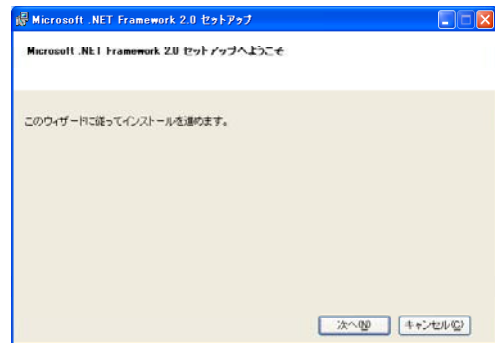 Microsoft .NET Framework 2.0 セットアップ
Microsoft .NET Framework 2.0 セットアップへようこそ
このウィザードに従ってインストールを進めます。
次へ(N)
キャンセル(C)